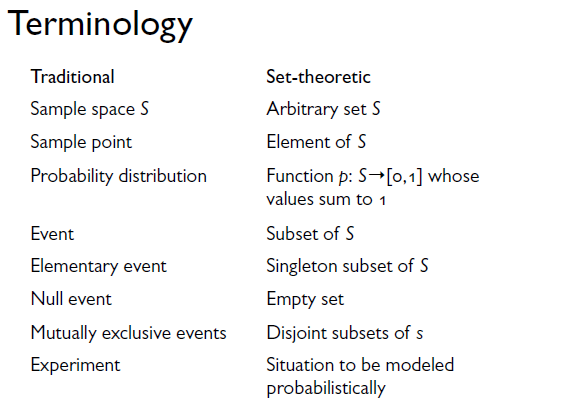 Terminology
Traditional Set-theoretic
Sample space S Arbitrary set S
Sample point Element of S
Probability distribution Function p: S→[0,1] whose
values sum to 1
Event Subset of S
Elementary event Singleton subset of S
Null event Empty set
Mutually exclusive events Disjoint subsets of s
Experiment Situation to be modeled
probabilistically